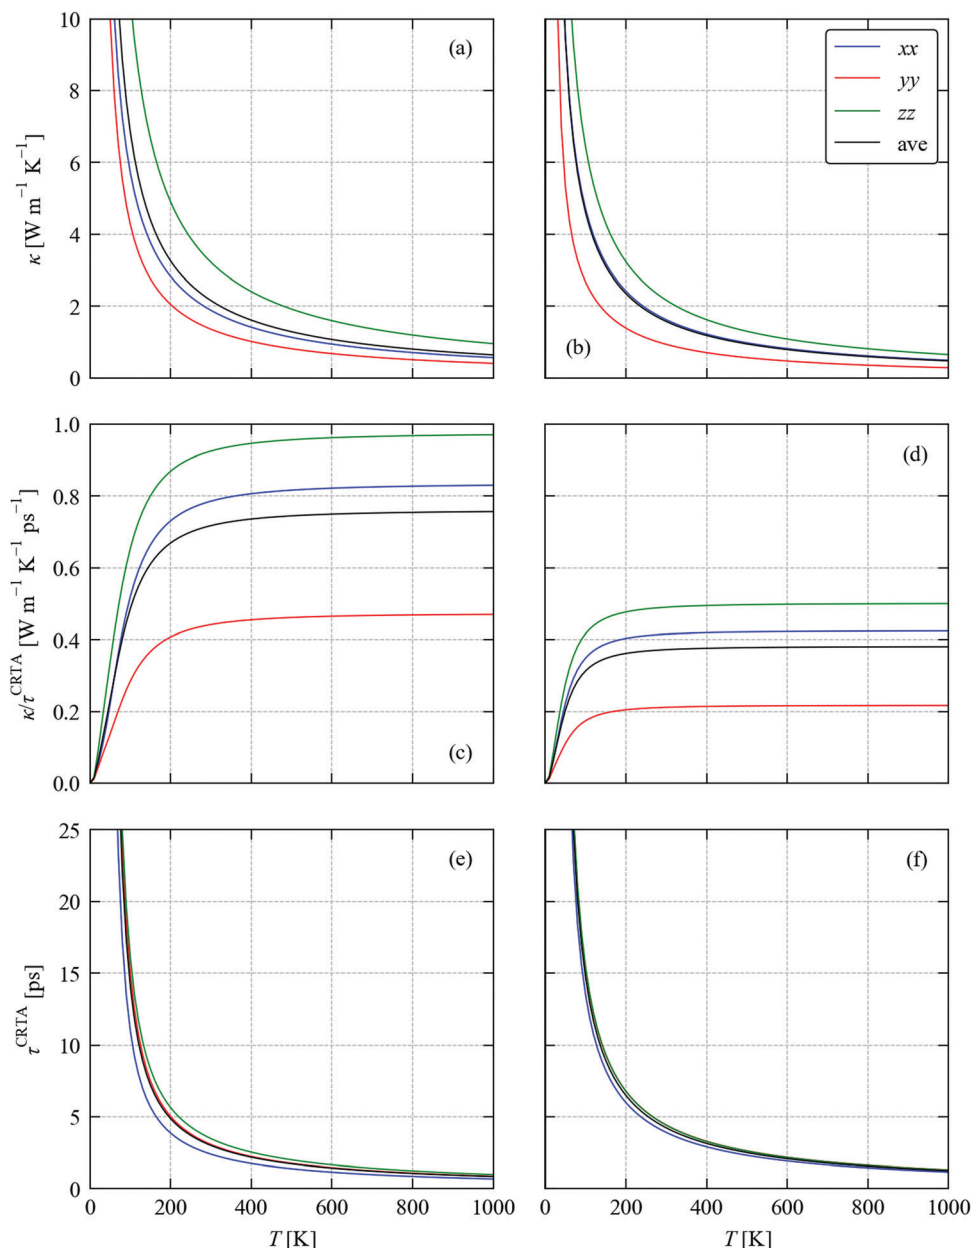 10
8
6
4
2
0
κ [W m⁻¹ K⁻¹]
(a)
(b)
xx
yy
zz
ave
1.0
0.8
0.6
0.4
0.2
0.0
κ/τ^CRTA [W m⁻¹ K⁻¹ ps⁻¹]
(c)
(d)
25
20
15
10
5
0
τ^CRTA [ps]
(e)
(f)
0 200 400 600 800 1000
T [K]
0 200 400 600 800 1000
T [K]